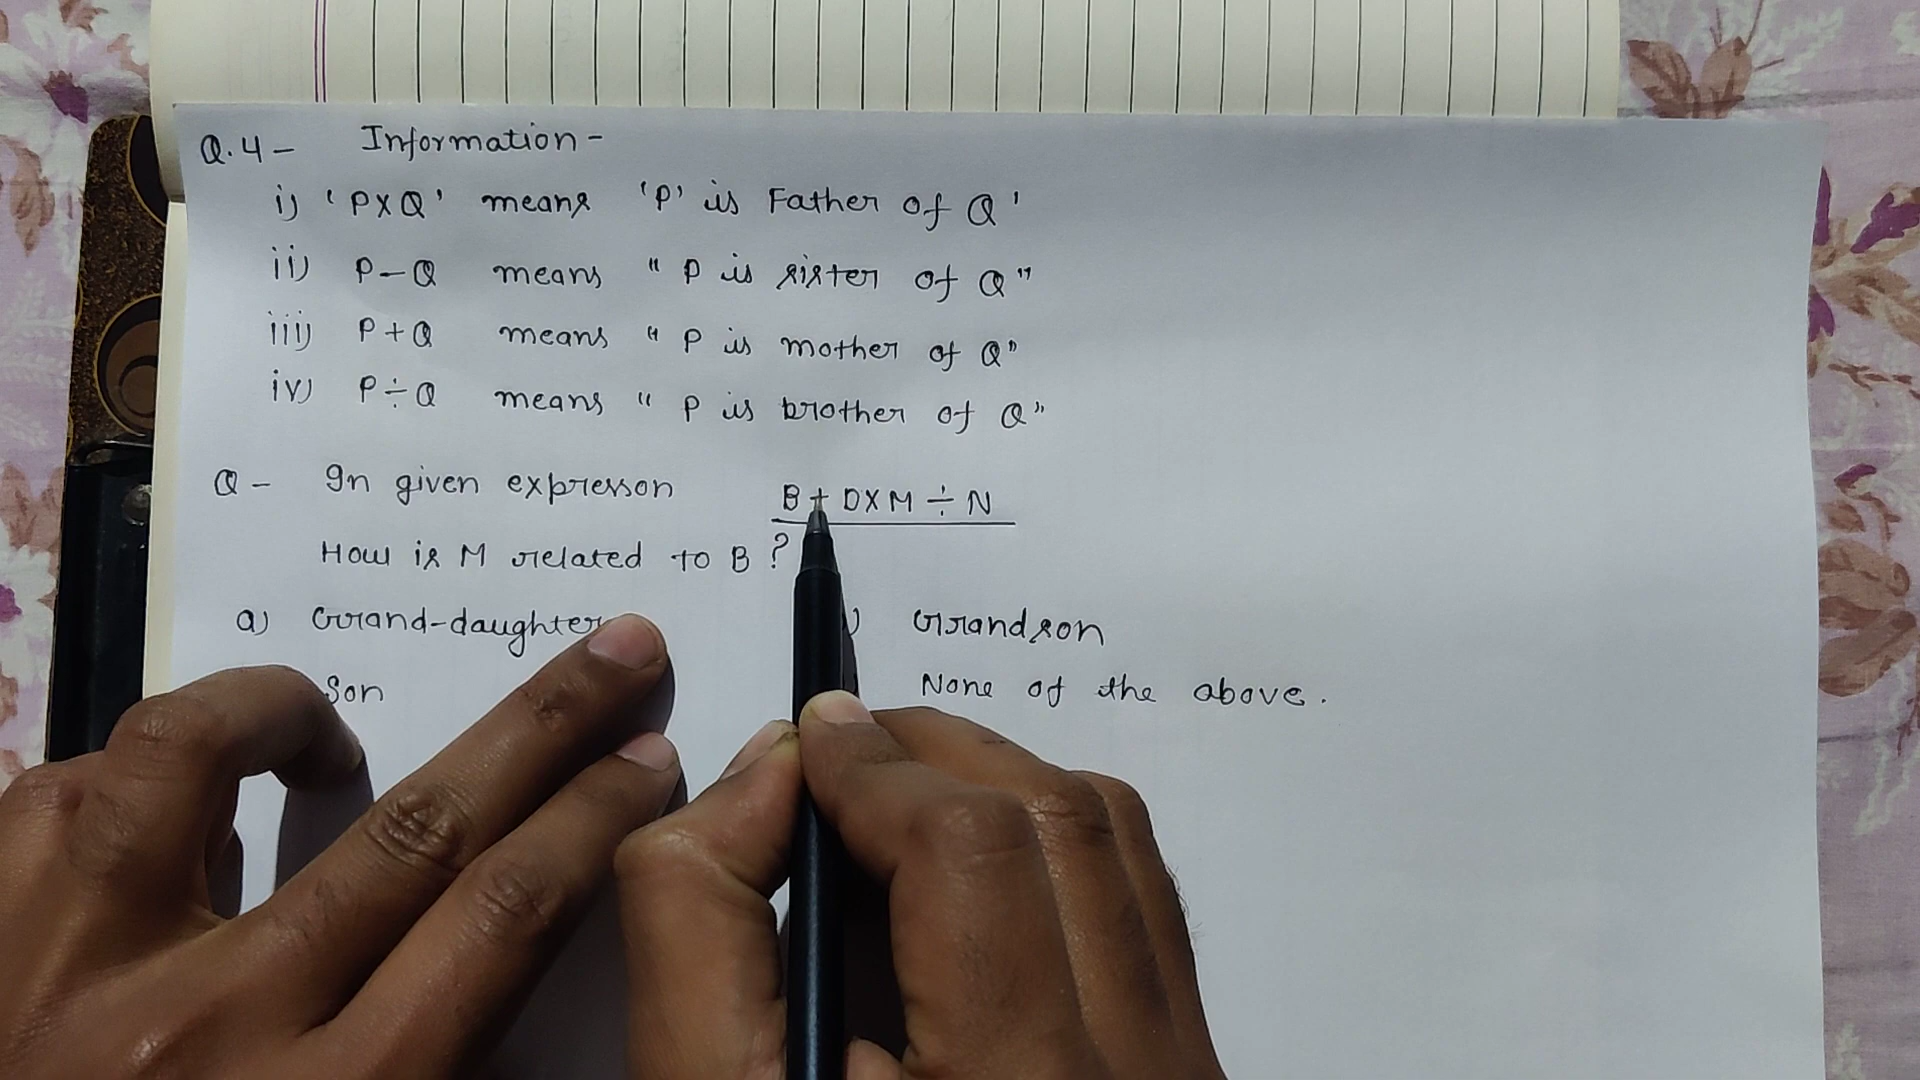 Q.4- Information -
i) 'P×Q' means 'P' is Father of Q'
ii) P-Q means "P is sister of Q"
iii) P+Q means "P is mother of Q"
iv) P÷Q means "P is brother of Q"
Q- In given expresson B+D×M÷N
How is M related to B ?
a) Grand-daughter ) Grandson
Son None of the above.